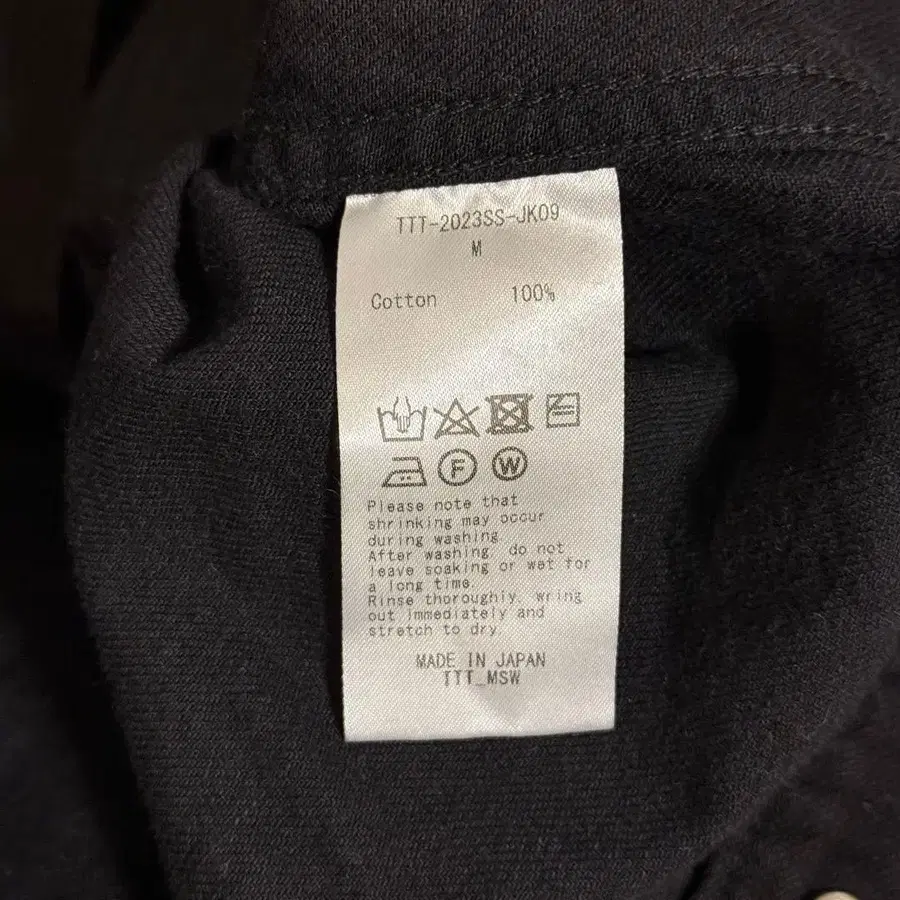 TTT-2023SS-JK09
M
Cotton 100%
F W
Please note that
shrinking may occur
during washing.
After washing, do not
leave soaking or wet for
a long time.
Rinse thoroughly, wring
out immediately and
stretch to dry.
MADE IN JAPAN
TTT_MSW